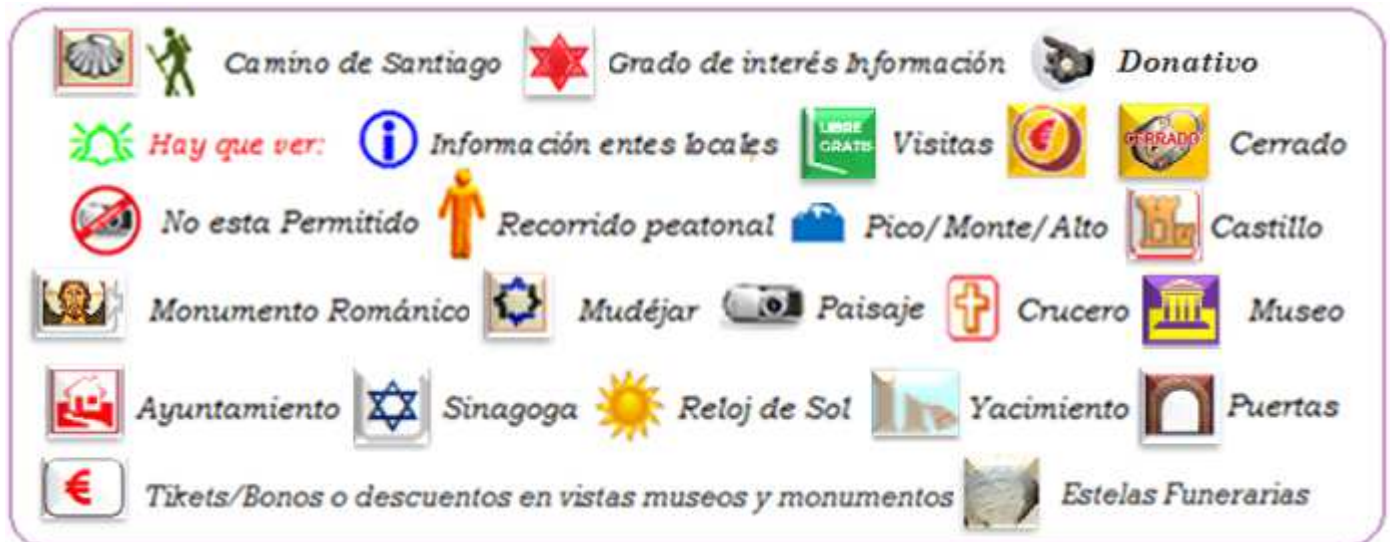 Camino de Santiago Grado de interés Información Donativo
Hay que ver: i Información entes locales LIBRE GRATIS Visitas € CERRADO Cerrado
No esta Permitido Recorrido peatonal Pico/Monte/Alto Castillo
Monumento Románico Mudéjar Paisaje Crucero Museo
Ayuntamiento Sinagoga Reloj de Sol Yacimiento Puertas
€ Tikets/Bonos o descuentos en vistas museos y monumentos Estelas Funerarias